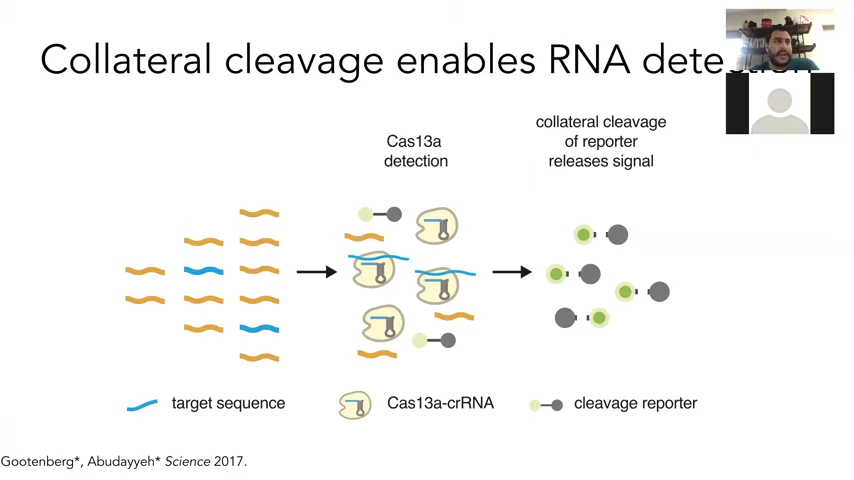 Collateral cleavage enables RNA dete
Cas13a
detection
collateral cleavage
of reporter
releases signal
target sequence
Cas13a-crRNA
cleavage reporter
Gootenberg*, Abudayyeh* Science 2017.